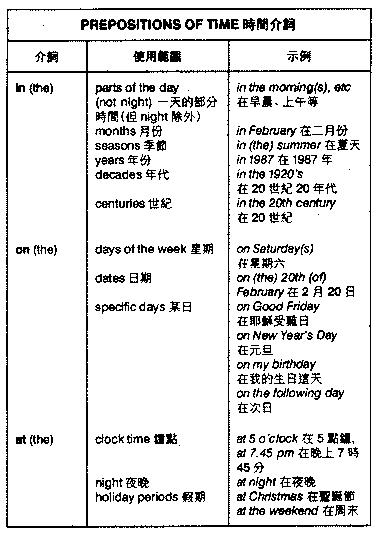 PREPOSITIONS OF TIME 時間介詞
介詞 使用範圍 示例
in (the) parts of the day in the morning(s), etc
(not night) 一天的部分 在早晨、上午等
時間(但 night 除外)
months 月份 in February 在二月份
seasons 季節 in (the) summer 在夏天
years 年份 in 1987 在 1987 年
decades 年代 in the 1920's
在 20 世紀 20 年代
centuries 世紀 in the 20th century
在 20 世紀
on (the) days of the week 星期 on Saturday(s)
在星期六
dates 日期 on (the) 20th (of)
February 在 2 月 20 日
specific days 某日 on Good Friday
在耶穌受難日
on New Year's Day
在元旦
on my birthday
在我的生日這天
on the following day
在次日
at (the) clock time 鐘點 at 5 o'clock 在 5 點鐘,
at 7.45 pm 在晚上 7 時
45 分
night 夜晚 at night 在夜晚
holiday periods 假期 at Christmas 在聖誕節
at the weekend 在周末